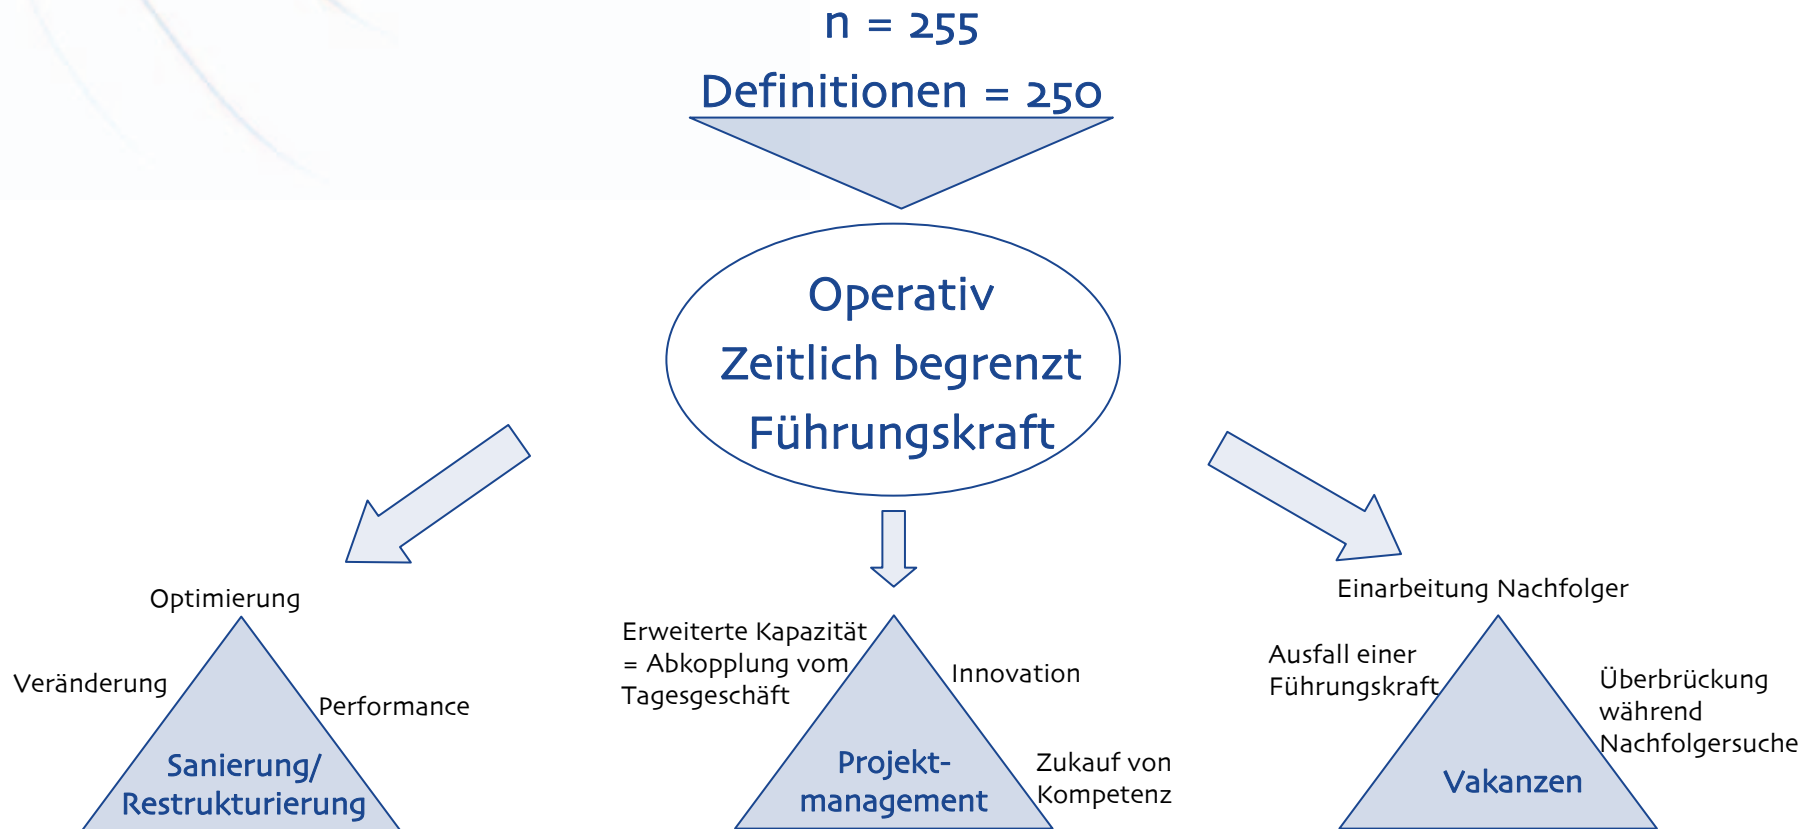 n = 255
Definitionen = 250
Operativ
Zeitlich begrenzt
Führungskraft
Optimierung
Veränderung
Performance
Sanierung/
Restrukturierung
Erweiterte Kapazität
= Abkopplung vom
Tagesgeschäft
Innovation
Zukauf von
Kompetenz
Projekt-
management
Einarbeitung Nachfolger
Ausfall einer
Führungskraft
Überbrückung
während
Nachfolgersuche
Vakanzen